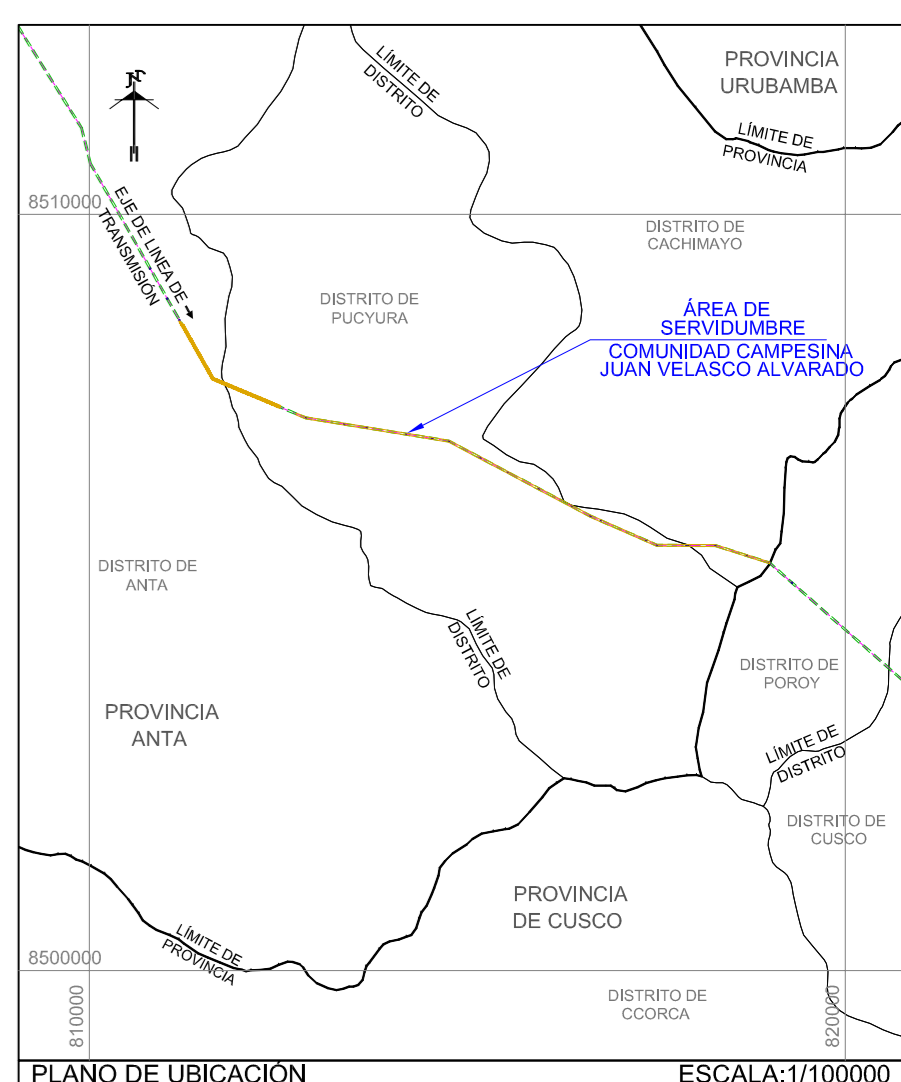 PROVINCIA
URUBAMBA
LÍMITE DE
DISTRITO
LÍMITE DE
PROVINCIA
N
8510000
EJE DE LINEA DE
TRANSMISIÓN
DISTRITO DE
CACHIMAYO
DISTRITO DE
PUCYURA
ÁREA DE
SERVIDUMBRE
COMUNIDAD CAMPESINA
JUAN VELASCO ALVARADO
DISTRITO DE
ANTA
LÍMITE DE
DISTRITO
DISTRITO DE
POROY
PROVINCIA
ANTA
LÍMITE DE
DISTRITO
DISTRITO DE
CUSCO
PROVINCIA
DE CUSCO
LÍMITE DE
PROVINCIA
8500000
810000
DISTRITO DE
CCORCA
820000
PLANO DE UBICACIÓN
ESCALA:1/100000